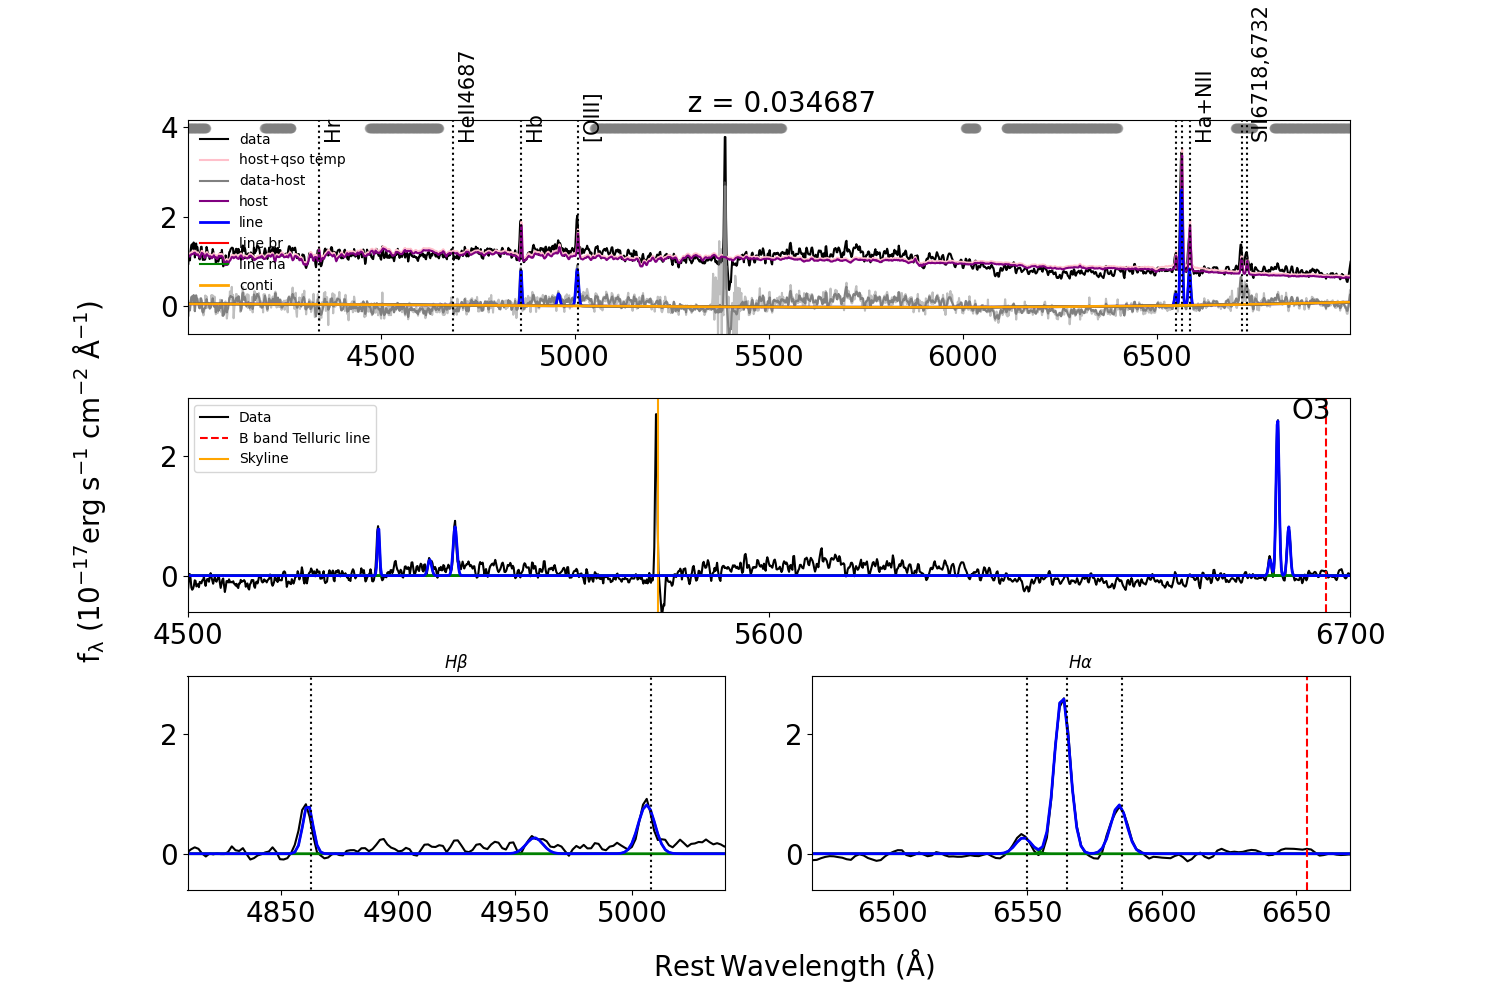 z = 0.034687
Hr
HeII4687
Hb
[OIII]
Ha+NII
SII6718,6732
data
host+qso temp
data-host
host
line
line br
line na
conti
4
2
0
4500 5000 5500 6000 6500
Data
B band Telluric line
Skyline
O3
2
0
4500 5600 6700
fλ (10⁻¹⁷erg s⁻¹ cm⁻² Å⁻¹)
Hβ
2
0
4850 4900 4950 5000
Hα
2
0
6500 6550 6600 6650
Rest Wavelength (Å)